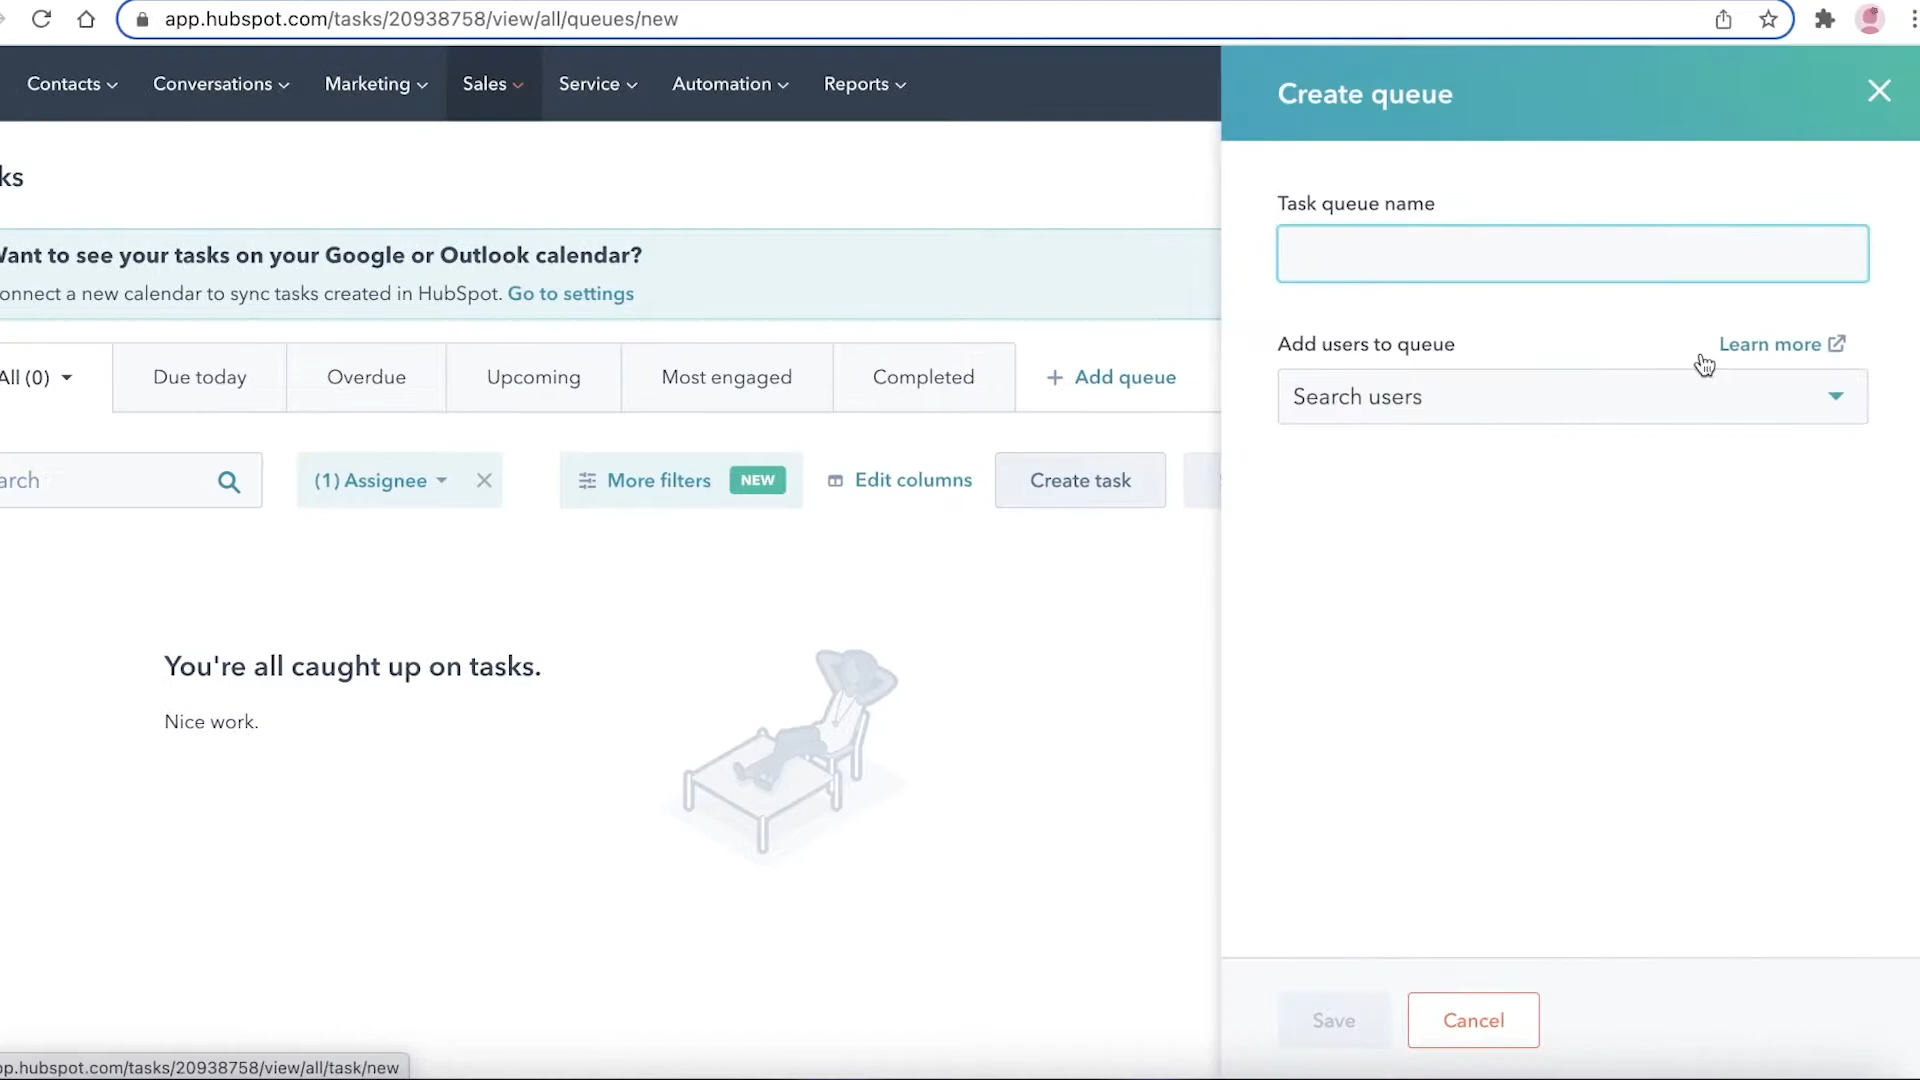 app.hubspot.com/tasks/20938758/view/all/queues/new
Contacts Conversations Marketing Sales Service Automation Reports
Create queue
ks
Want to see your tasks on your Google or Outlook calendar?
onnect a new calendar to sync tasks created in HubSpot. Go to settings
All (0) Due today Overdue Upcoming Most engaged Completed + Add queue
arch (1) Assignee More filters NEW Edit columns Create task
You're all caught up on tasks.
Nice work.
Task queue name
Add users to queue Learn more
Search users
Save Cancel
pp.hubspot.com/tasks/20938758/view/all/task/new